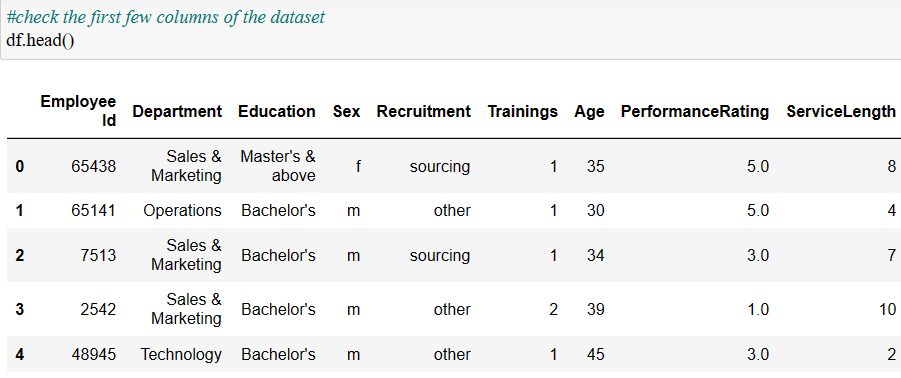 #check the first few columns of the dataset
df.head()
Employee Id Department Education Sex Recruitment Trainings Age PerformanceRating ServiceLength
0 65438 Sales & Marketing Master's & above f sourcing 1 35 5.0 8
1 65141 Operations Bachelor's m other 1 30 5.0 4
2 7513 Sales & Marketing Bachelor's m sourcing 1 34 3.0 7
3 2542 Sales & Marketing Bachelor's m other 2 39 1.0 10
4 48945 Technology Bachelor's m other 1 45 3.0 2